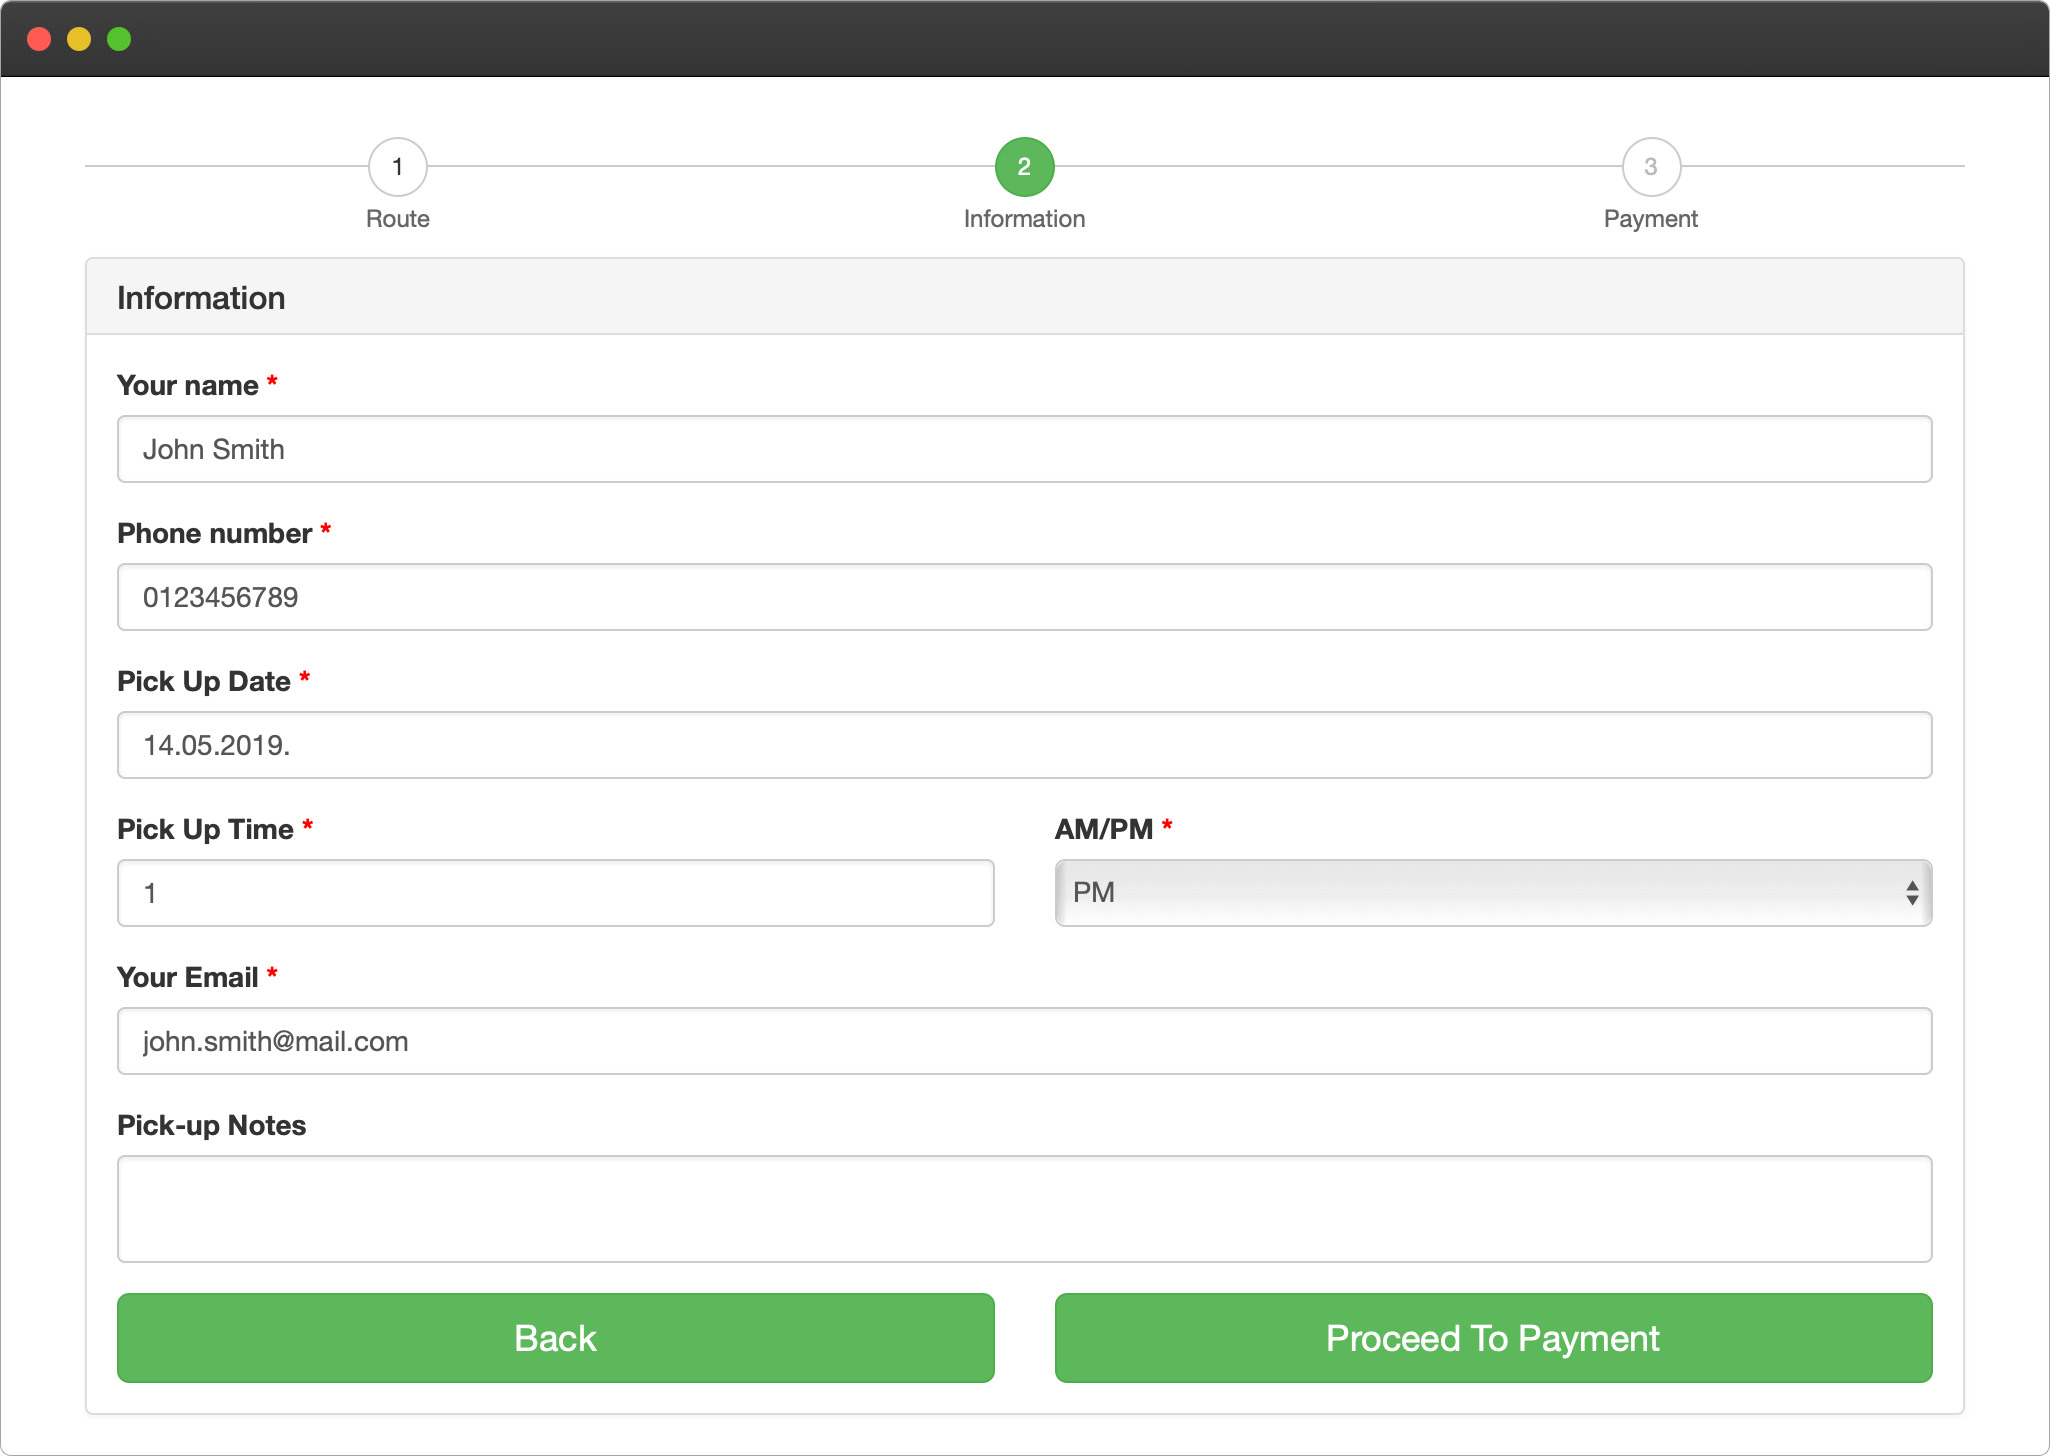 1 2 3
Route Information Payment
Information
Your name *
John Smith
Phone number *
0123456789
Pick Up Date *
14.05.2019.
Pick Up Time * AM/PM *
1 PM
Your Email *
john.smith@mail.com
Pick-up Notes
Back Proceed To Payment